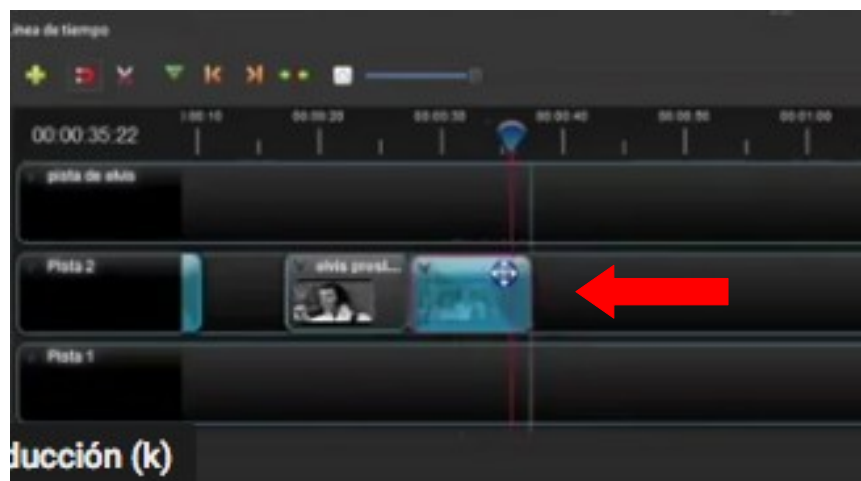 Línea de tiempo
00:00:35:22
00:00:20
00:00:30
00:00:40
00:00:50
00:01:00
pista de elvis
Pista 2
elvis presl...
Pista 1
ducción (k)